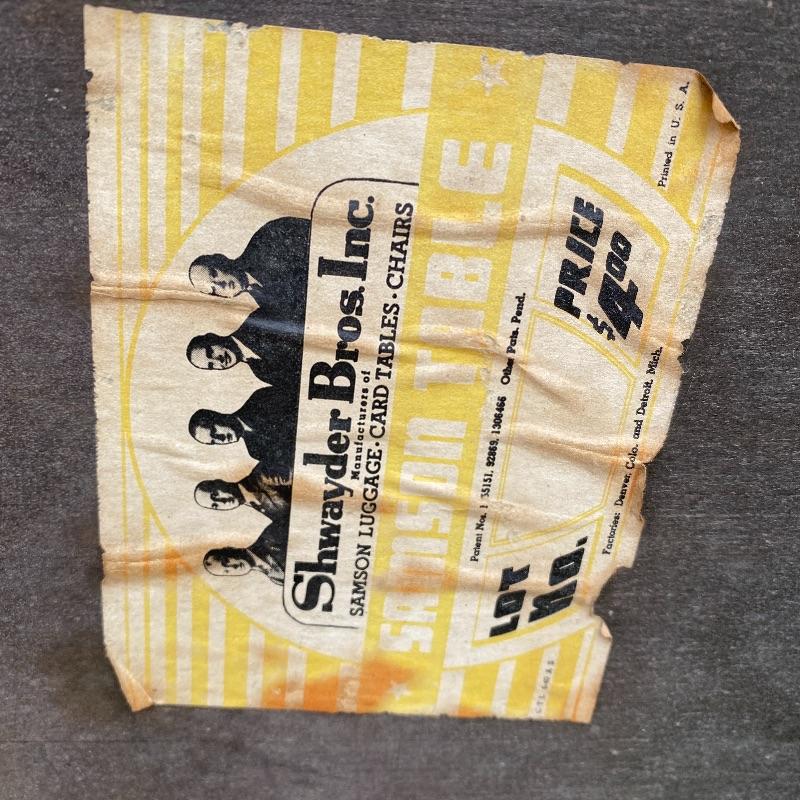 Shwayder Bros. Inc.
Manufacturers of
SAMSON LUGGAGE · CARD TABLES · CHAIRS
SAMSON TABLE
Patent Nos. 1 35151, 92869, 1306466 Other Pats. Pend.
LOT NO.
PRICE $4.00
Factories: Denver, Colo. and Detroit, Mich.
Printed in U. S. A.